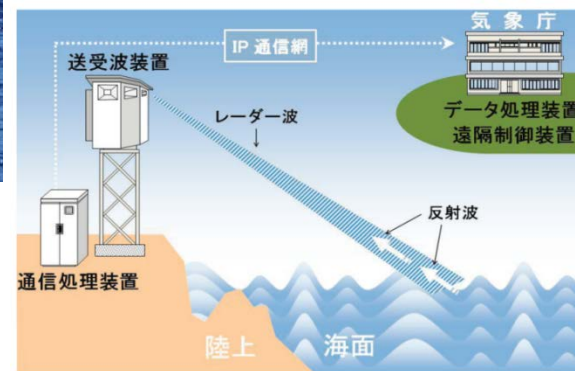 気象庁
IP通信網
送受波装置
データ処理装置
遠隔制御装置
レーダー波
反射波
通信処理装置
陸上
海面